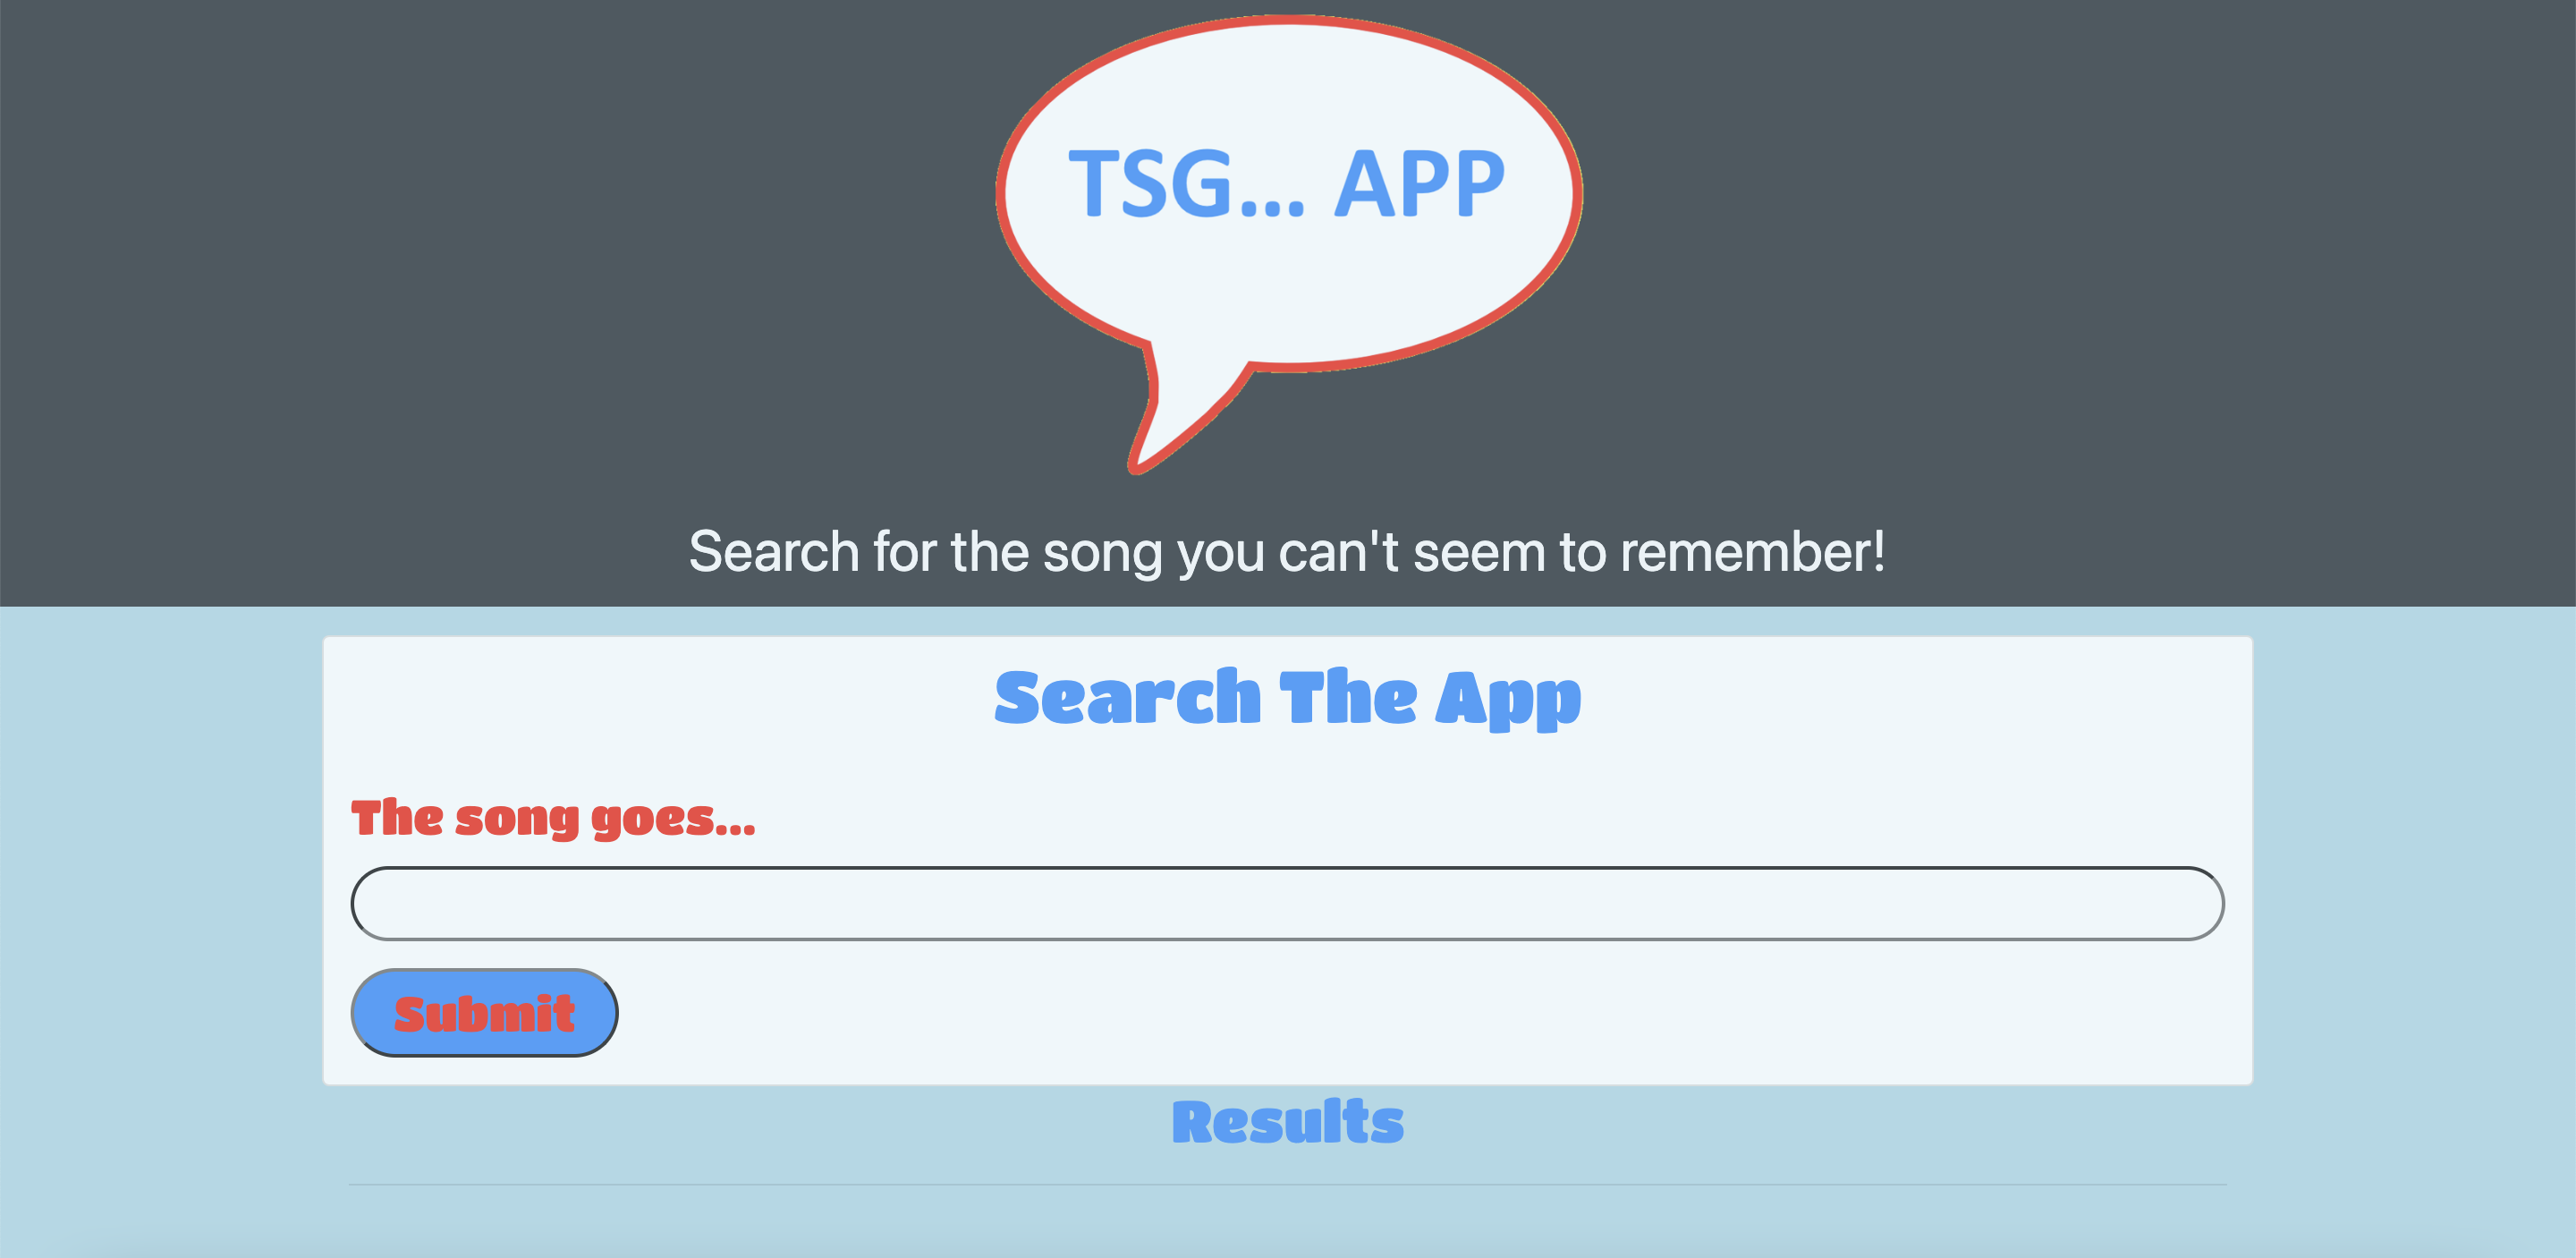 TSG... APP
Search for the song you can't seem to remember!
Search The App
The song goes...
Submit
Results